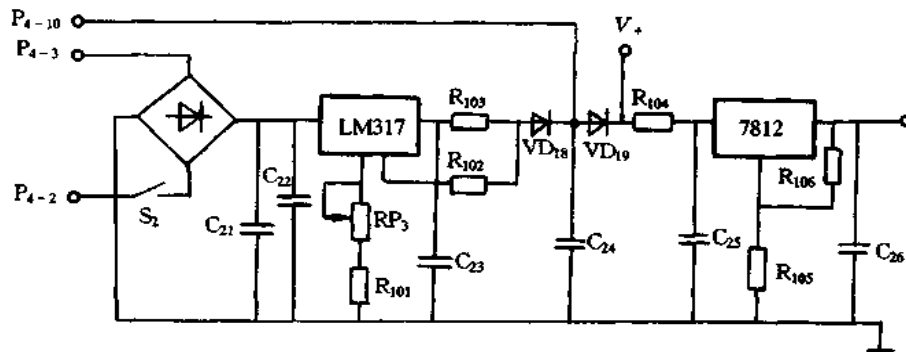 P₄₋₁₀
P₄₋₃
V₊
R₁₀₃
R₁₀₄
LM317
7812
VD₁₈
VD₁₉
R₁₀₂
R₁₀₆
P₄₋₂
C₂₂
S₂
C₂₁
RP₃
C₂₄
C₂₅
C₂₃
C₂₆
R₁₀₁
R₁₀₅